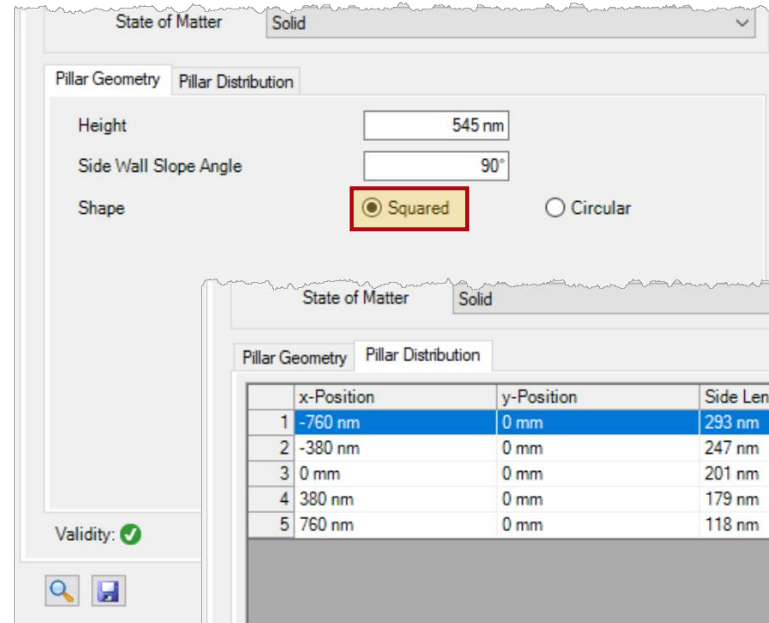 State of Matter Solid
Pillar Geometry Pillar Distribution
Height 545 nm
Side Wall Slope Angle 90°
Shape Squared Circular
State of Matter Solid
Pillar Geometry Pillar Distribution
x-Position y-Position Side Len
1 -760 nm 0 mm 293 nm
2 -380 nm 0 mm 247 nm
3 0 mm 0 mm 201 nm
4 380 nm 0 mm 179 nm
5 760 nm 0 mm 118 nm
Validity: